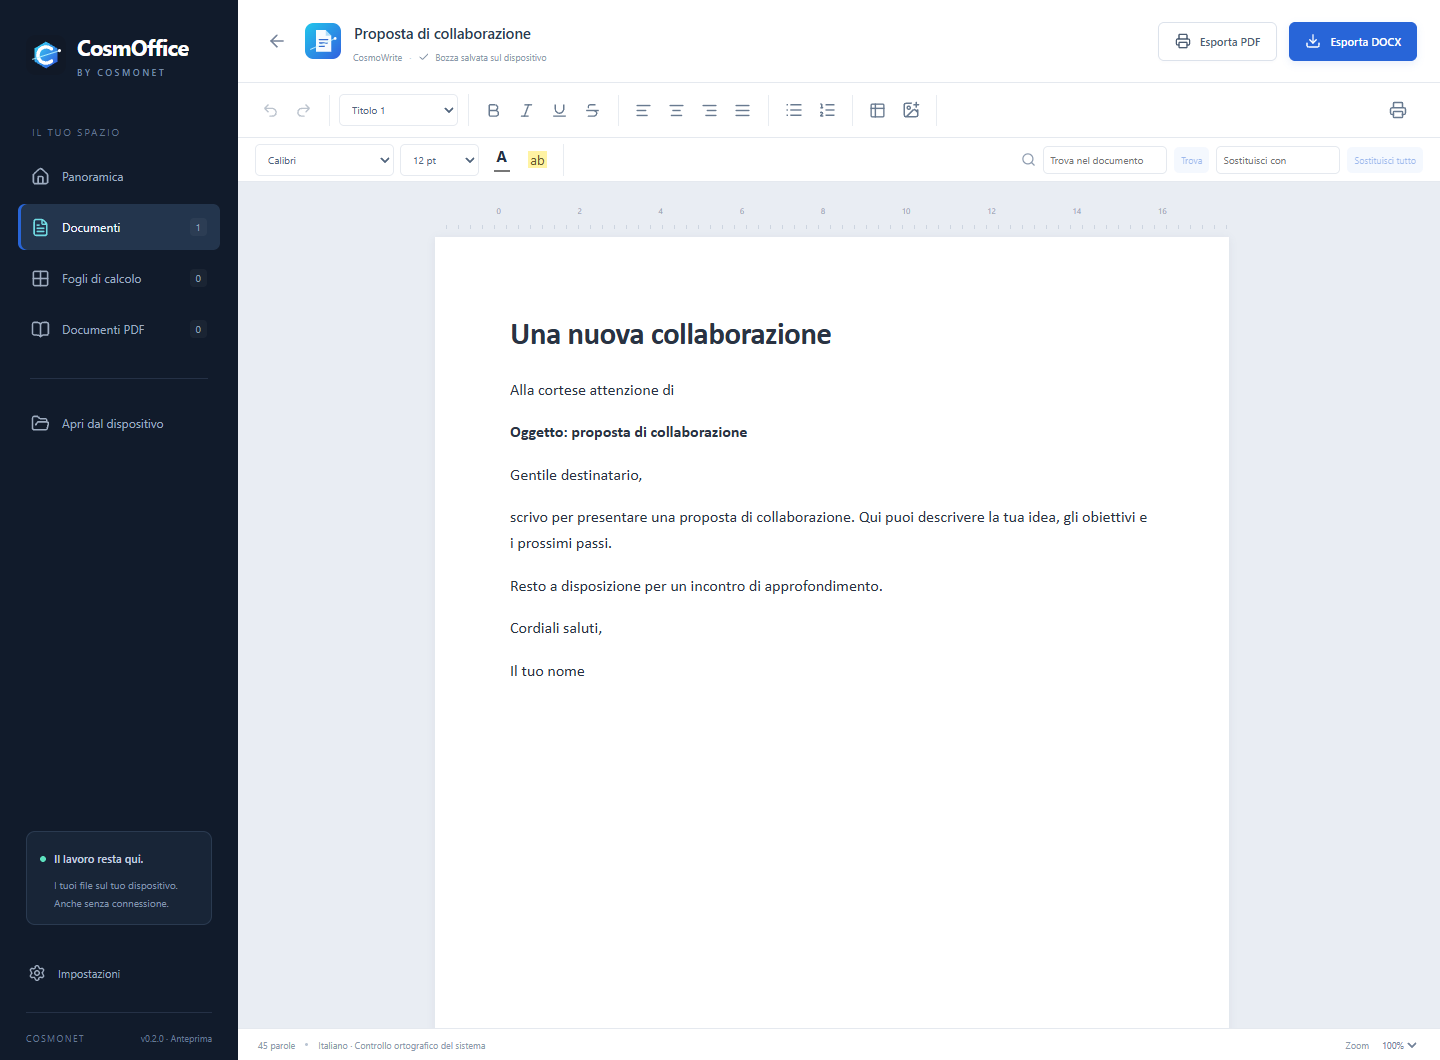 CosmOffice
BY COSMONET
IL TUO SPAZIO
Panoramica
Documenti 1
Fogli di calcolo 0
Documenti PDF 0
Apri dal dispositivo
Il lavoro resta qui.
I tuoi file sul tuo dispositivo.
Anche senza connessione.
Impostazioni
COSMONET v0.2.0 · Anteprima
Proposta di collaborazione
CosmoWrite · Bozza salvata sul dispositivo
Esporta PDF
Esporta DOCX
Titolo 1
B I U S
Calibri
12 pt
A
ab
Trova nel documento
Trova
Sostituisci con
Sostituisci tutto
0 2 4 6 8 10 12 14 16
Una nuova collaborazione
Alla cortese attenzione di
Oggetto: proposta di collaborazione
Gentile destinatario,
scrivo per presentare una proposta di collaborazione. Qui puoi descrivere la tua idea, gli obiettivi e
i prossimi passi.
Resto a disposizione per un incontro di approfondimento.
Cordiali saluti,
Il tuo nome
45 parole • Italiano · Controllo ortografico del sistema
Zoom 100%